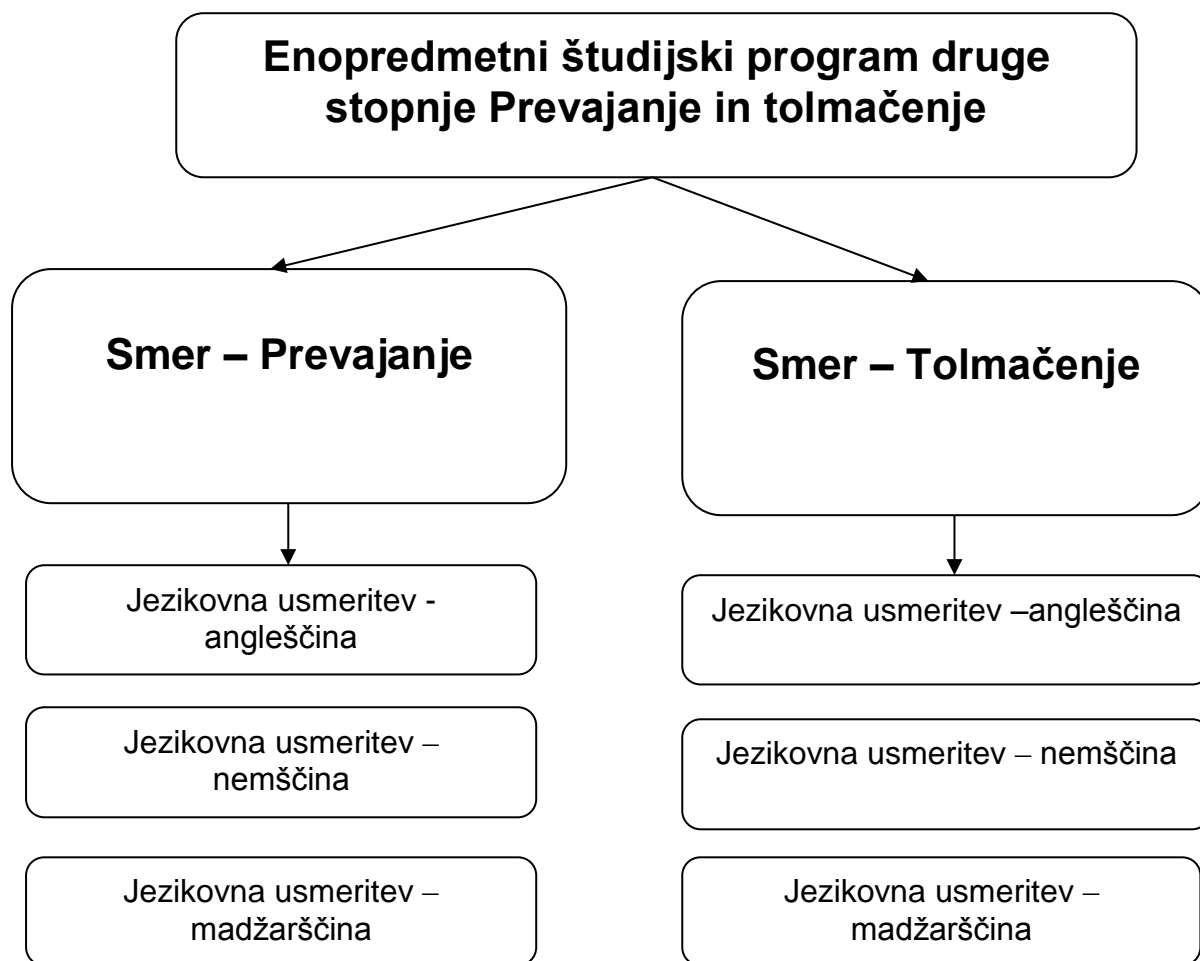 Enopredmetni študijski program druge
stopnje Prevajanje in tolmačenje
Smer – Prevajanje
Smer – Tolmačenje
Jezikovna usmeritev -
angleščina
Jezikovna usmeritev –angleščina
Jezikovna usmeritev –
nemščina
Jezikovna usmeritev – nemščina
Jezikovna usmeritev –
madžarščina
Jezikovna usmeritev –
madžarščina